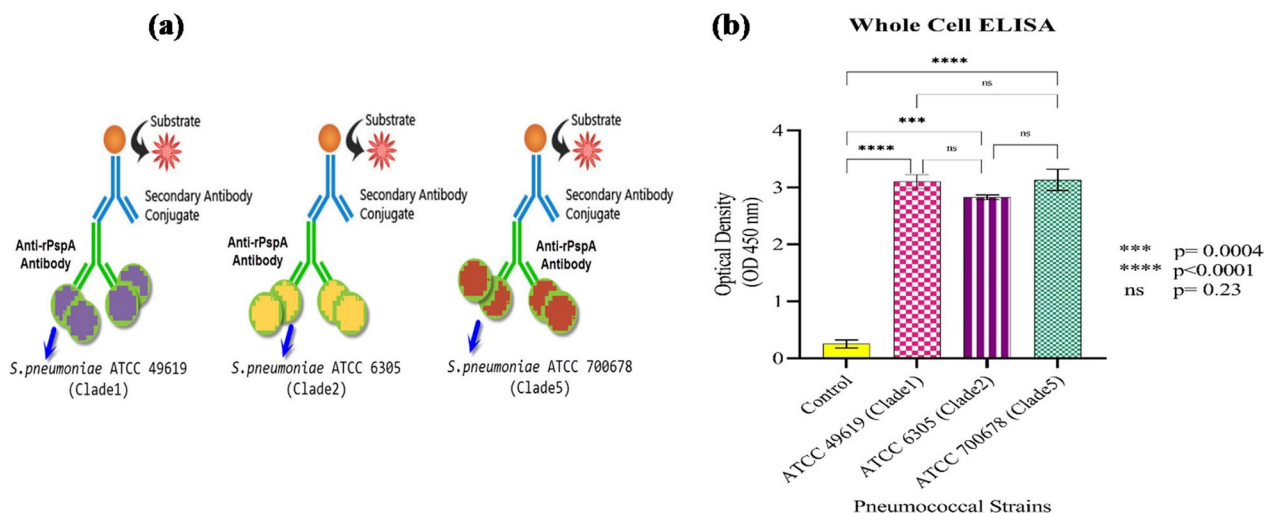 (a)
Substrate
Secondary Antibody
Conjugate
Anti-rPspA
Antibody
S.pneumoniae ATCC 49619
(Clade1)
Substrate
Secondary Antibody
Conjugate
Anti-rPspA
Antibody
S.pneumoniae ATCC 6305
(Clade2)
Substrate
Secondary Antibody
Conjugate
Anti-rPspA
Antibody
S.pneumoniae ATCC 700678
(Clade5)
(b)
Whole Cell ELISA
****
ns
***
ns
****
ns
Optical Density
(OD 450 nm)
4
3
2
1
0
Control
ATCC 49619 (Clade1)
ATCC 6305 (Clade2)
ATCC 700678 (Clade5)
Pneumococcal Strains
*** p= 0.0004
**** p<0.0001
ns p= 0.23